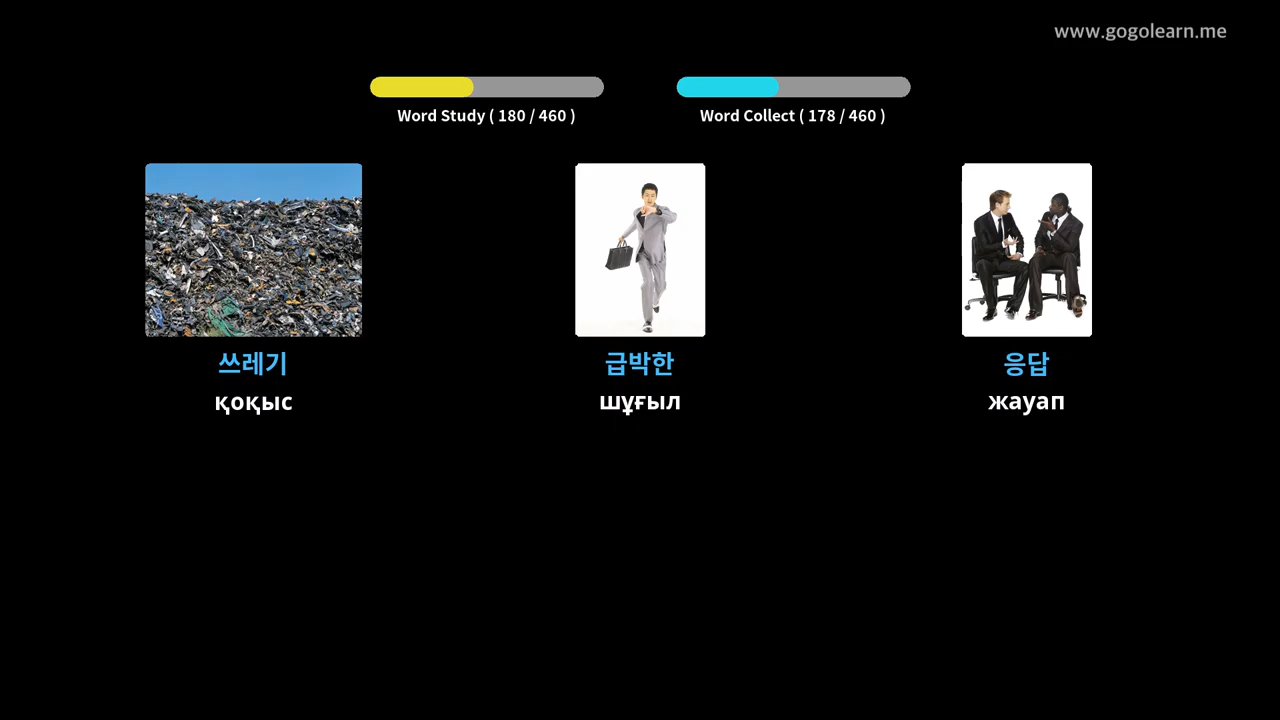 www.gogolearn.me
Word Study ( 180 / 460 )
Word Collect ( 178 / 460 )
쓰레기
қоқыс
급박한
шұғыл
응답
жауап